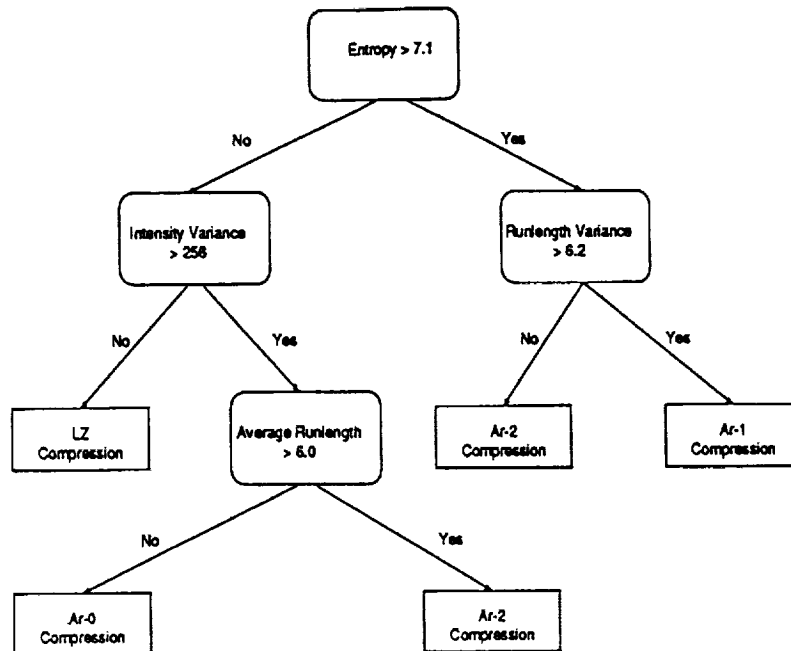 Entropy > 7.1
No
Yes
Intensity Variance
> 256
Runlength Variance
> 6.2
No
Yes
No
Yes
LZ
Compression
Average Runlength
> 6.0
Ar-2
Compression
Ar-1
Compression
No
Yes
Ar-0
Compression
Ar-2
Compression